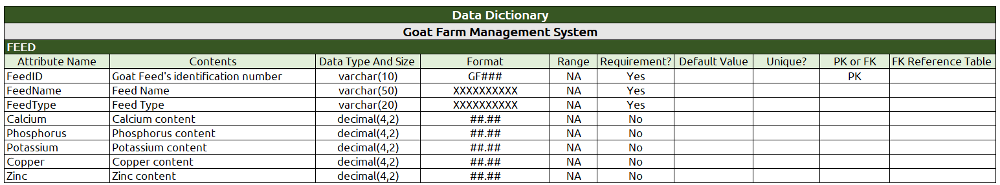 Data Dictionary
Goat Farm Management System
FEED
Attribute Name Contents Data Type And Size Format Range Requirement? Default Value Unique? PK or FK FK Reference Table
FeedID Goat Feed's identification number varchar(10) GF### NA Yes PK
FeedName Feed Name varchar(50) XXXXXXXXXX NA Yes
FeedType Feed Type varchar(20) XXXXXXXXXX NA Yes
Calcium Calcium content decimal(4,2) ##.## NA No
Phosphorus Phosphorus content decimal(4,2) ##.## NA No
Potassium Potassium content decimal(4,2) ##.## NA No
Copper Copper content decimal(4,2) ##.## NA No
Zinc Zinc content decimal(4,2) ##.## NA No